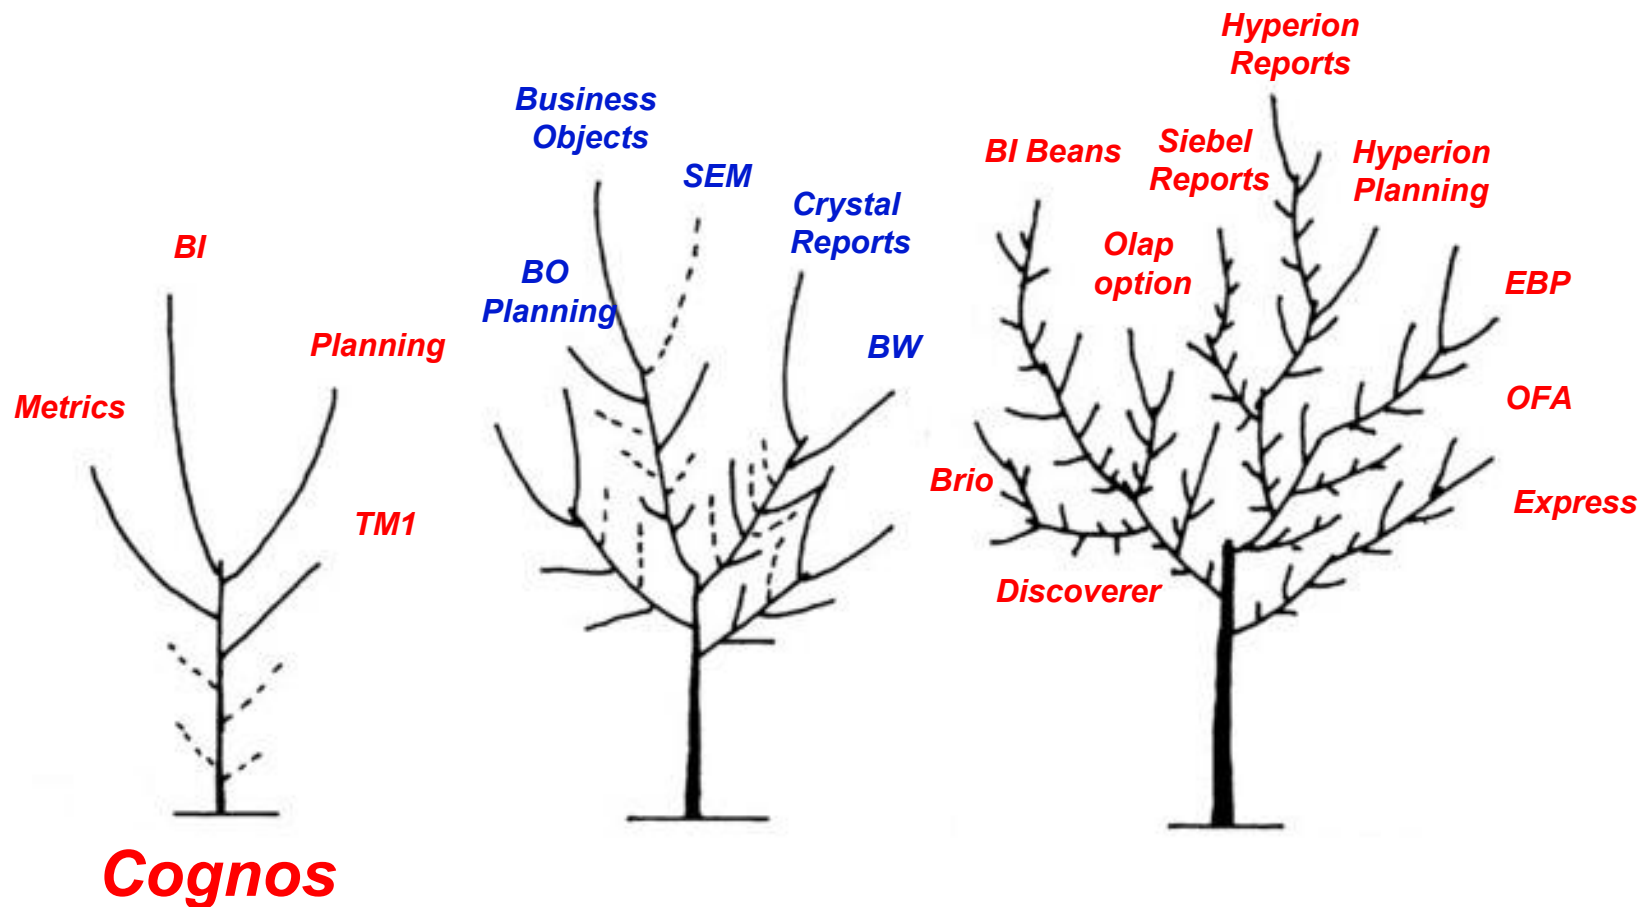 BI
Planning
Metrics
TM1
Cognos
Business
Objects
SEM
Crystal
Reports
BO
Planning
BW
Hyperion
Reports
BI Beans
Siebel
Reports
Hyperion
Planning
Olap
option
EBP
OFA
Brio
Express
Discoverer